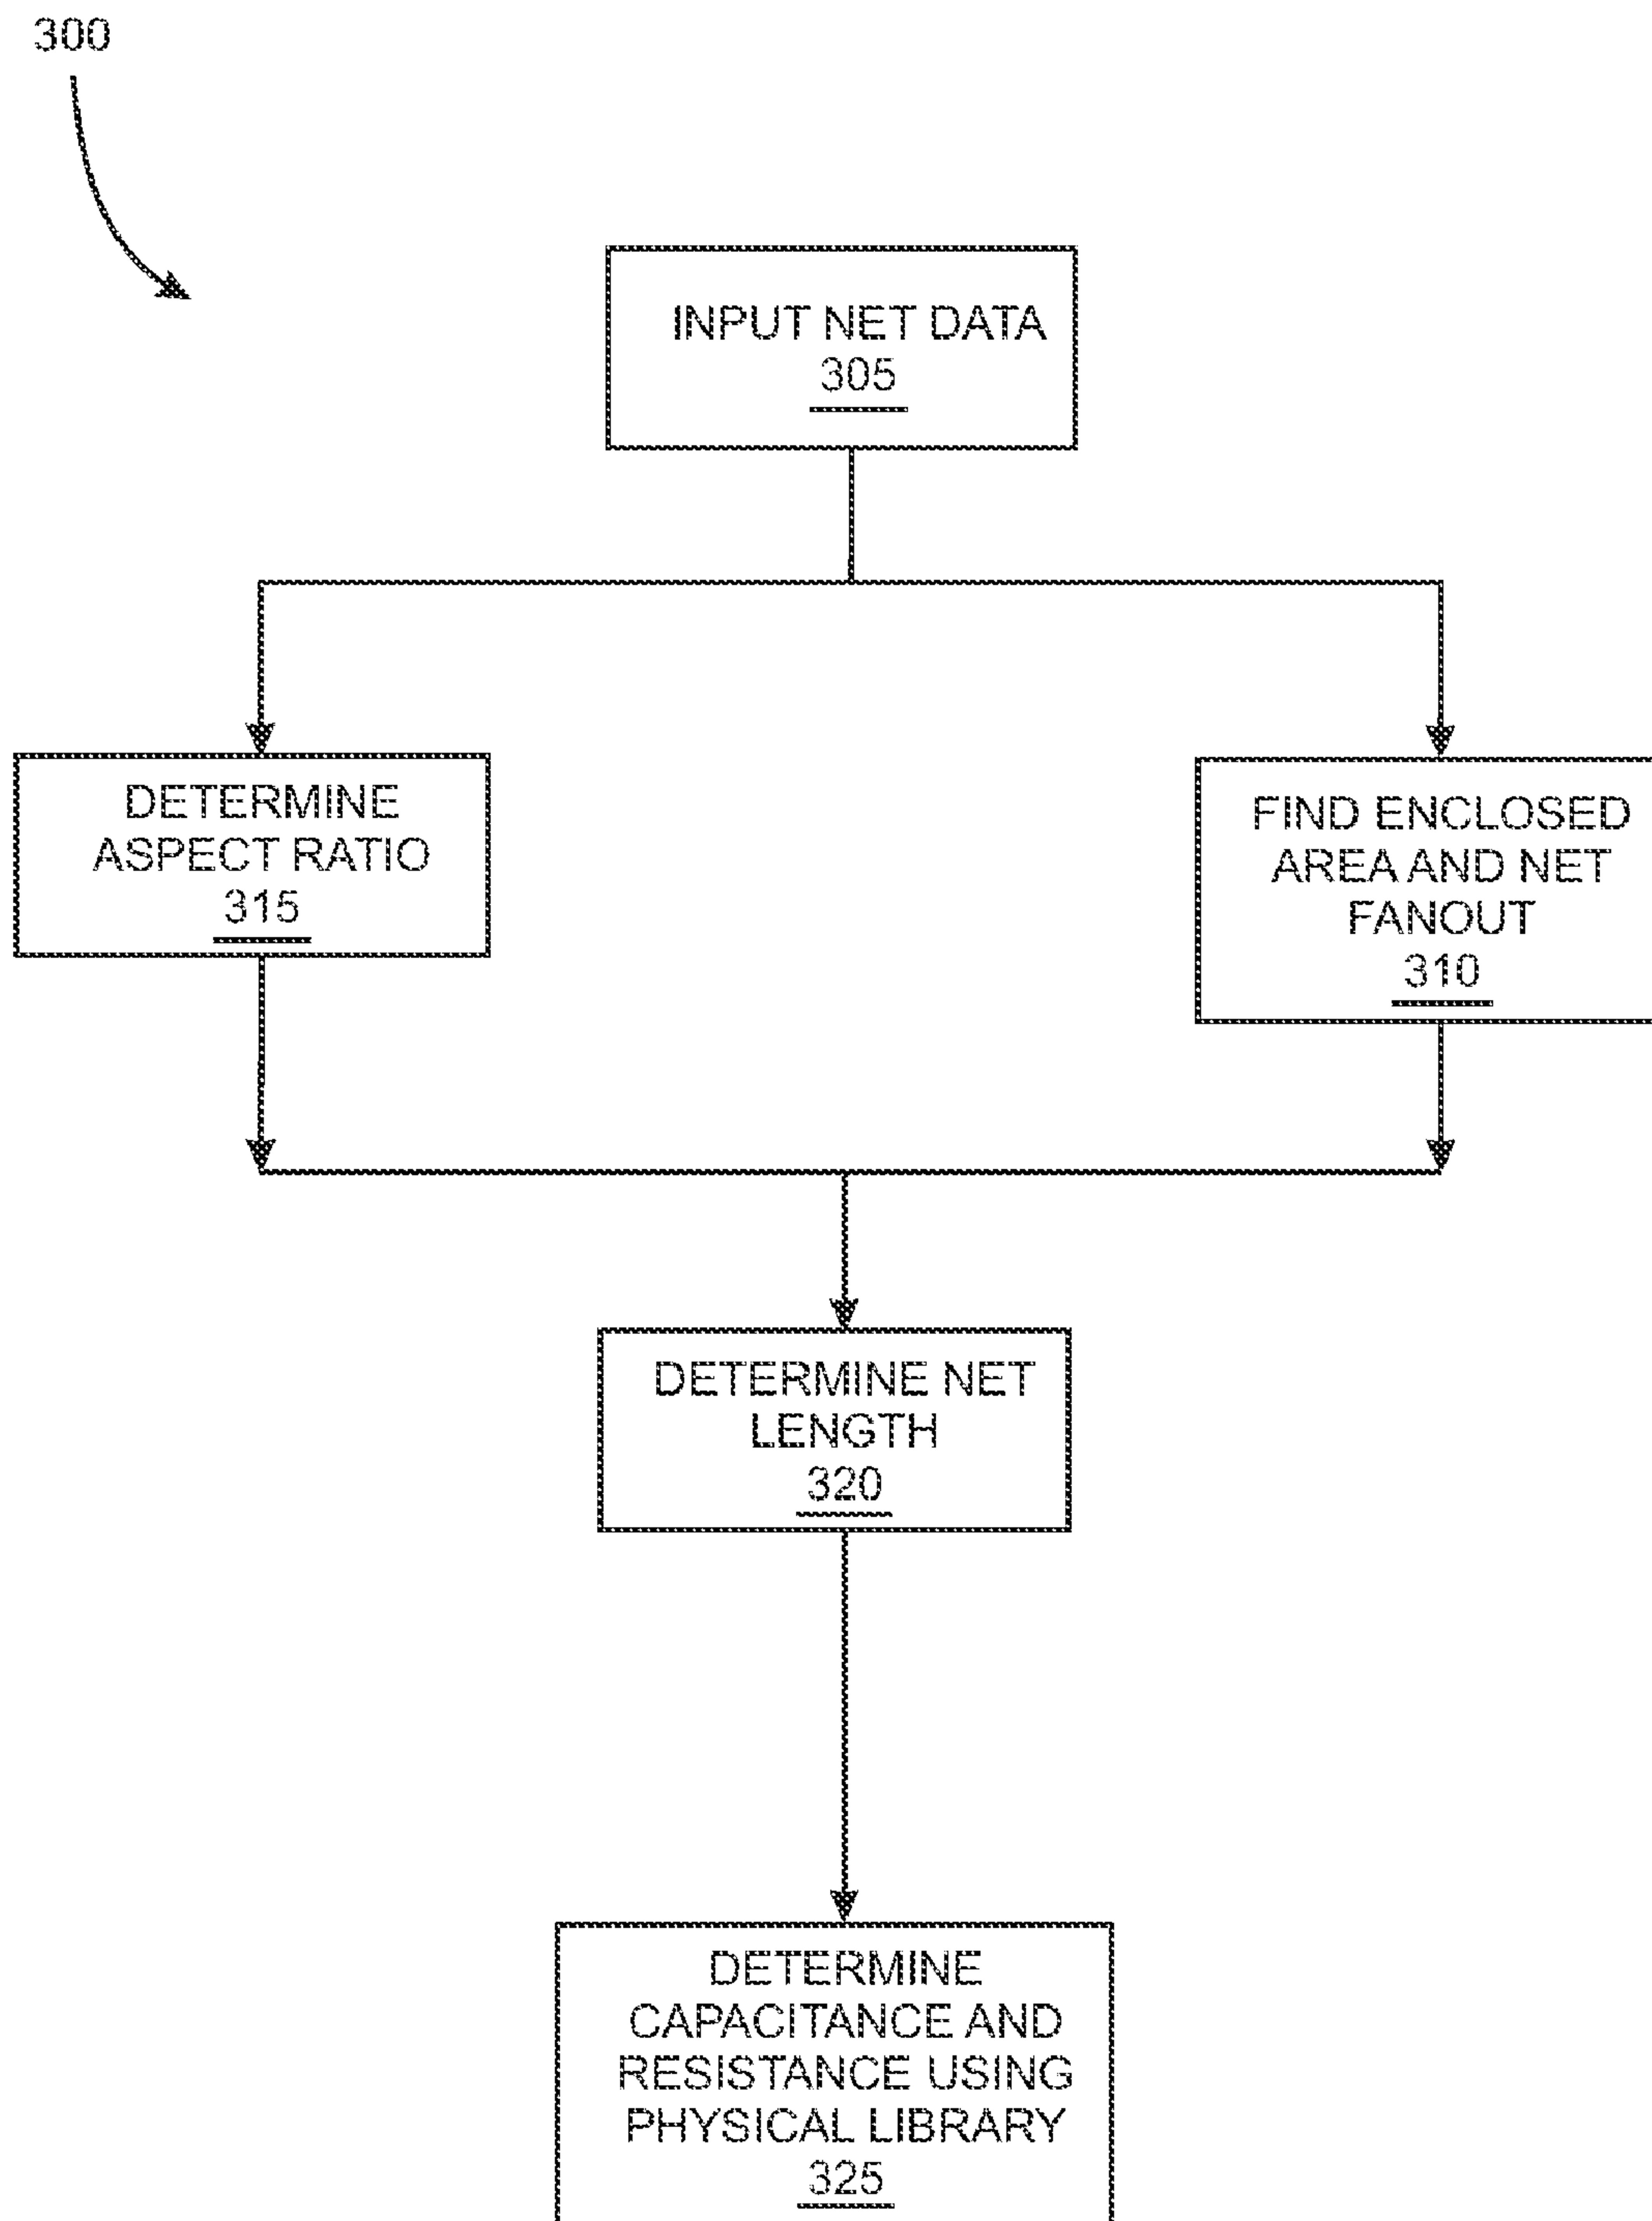 300
INPUT NET DATA
305
DETERMINE
ASPECT RATIO
315
FIND ENCLOSED
AREA AND NET
FANOUT
310
DETERMINE NET
LENGTH
320
DETERMINE
CAPACITANCE AND
RESISTANCE USING
PHYSICAL LIBRARY
325